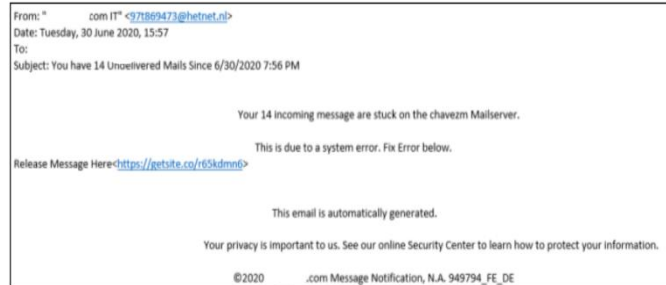 From: " com IT" <97t869473@hetnet.nl>
Date: Tuesday, 30 June 2020, 15:57
To:
Subject: You have 14 Undelivered Mails Since 6/30/2020 7:56 PM
Your 14 incoming message are stuck on the chavezm Mailserver.
This is due to a system error. Fix Error below.
Release Message Here<https://getsite.co/r65kdmn6>
This email is automatically generated.
Your privacy is important to us. See our online Security Center to learn how to protect your information.
©2020 .com Message Notification, N.A. 949794_FE_DE